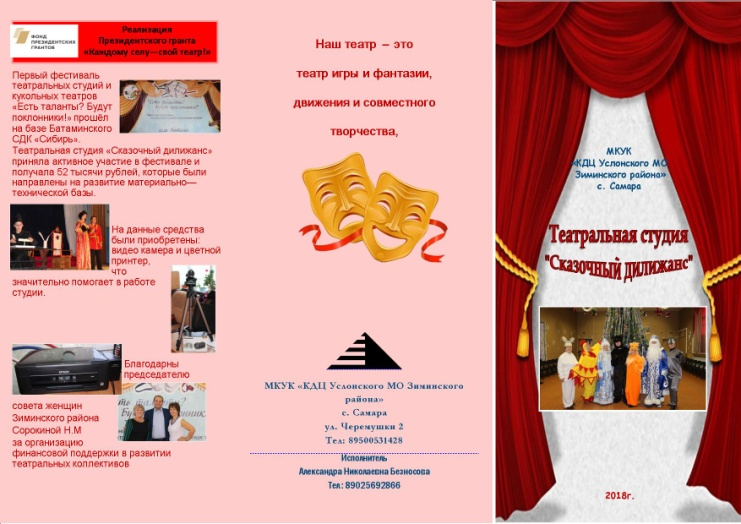 ФОНД
ПРЕЗИДЕНТСКИХ
ГРАНТОВ
Реализация
Президентского гранта
«Каждому селу—свой театр!»
Первый фестиваль
театральных студий и
кукольных театров
«Есть таланты? Будут
поклонники!» прошёл
на базе Батаминского
СДК «Сибирь».
Театральная студия «Сказочный дилижанс»
приняла активное участие в фестивале и
получала 52 тысячи рублей, которые были
направлены на развитие материально—
технической базы.
На данные средства
были приобретены:
видео камера и цветной
принтер,
что
значительно помогает в работе
студии.
EPSON
Благодарны
председателю
совета женщин
Зиминского района
Сорокиной Н.М
за организацию
финансовой поддержки в развитии
театральных коллективов
Наш театр – это
театр игры и фантазии,
движения и совместного
творчества,
МКУК «КДЦ Услонского МО Зиминского
района»
с. Самара
ул. Черемушки 2
Тел: 89500531428
Исполнитель
Александра Николаевна Безносова
Тел: 89025692866
МКУК
«КДЦ Услонского МО
Зиминского района»
с. Самара
Театральная студия
"Сказочный дилижанс"
2018г.